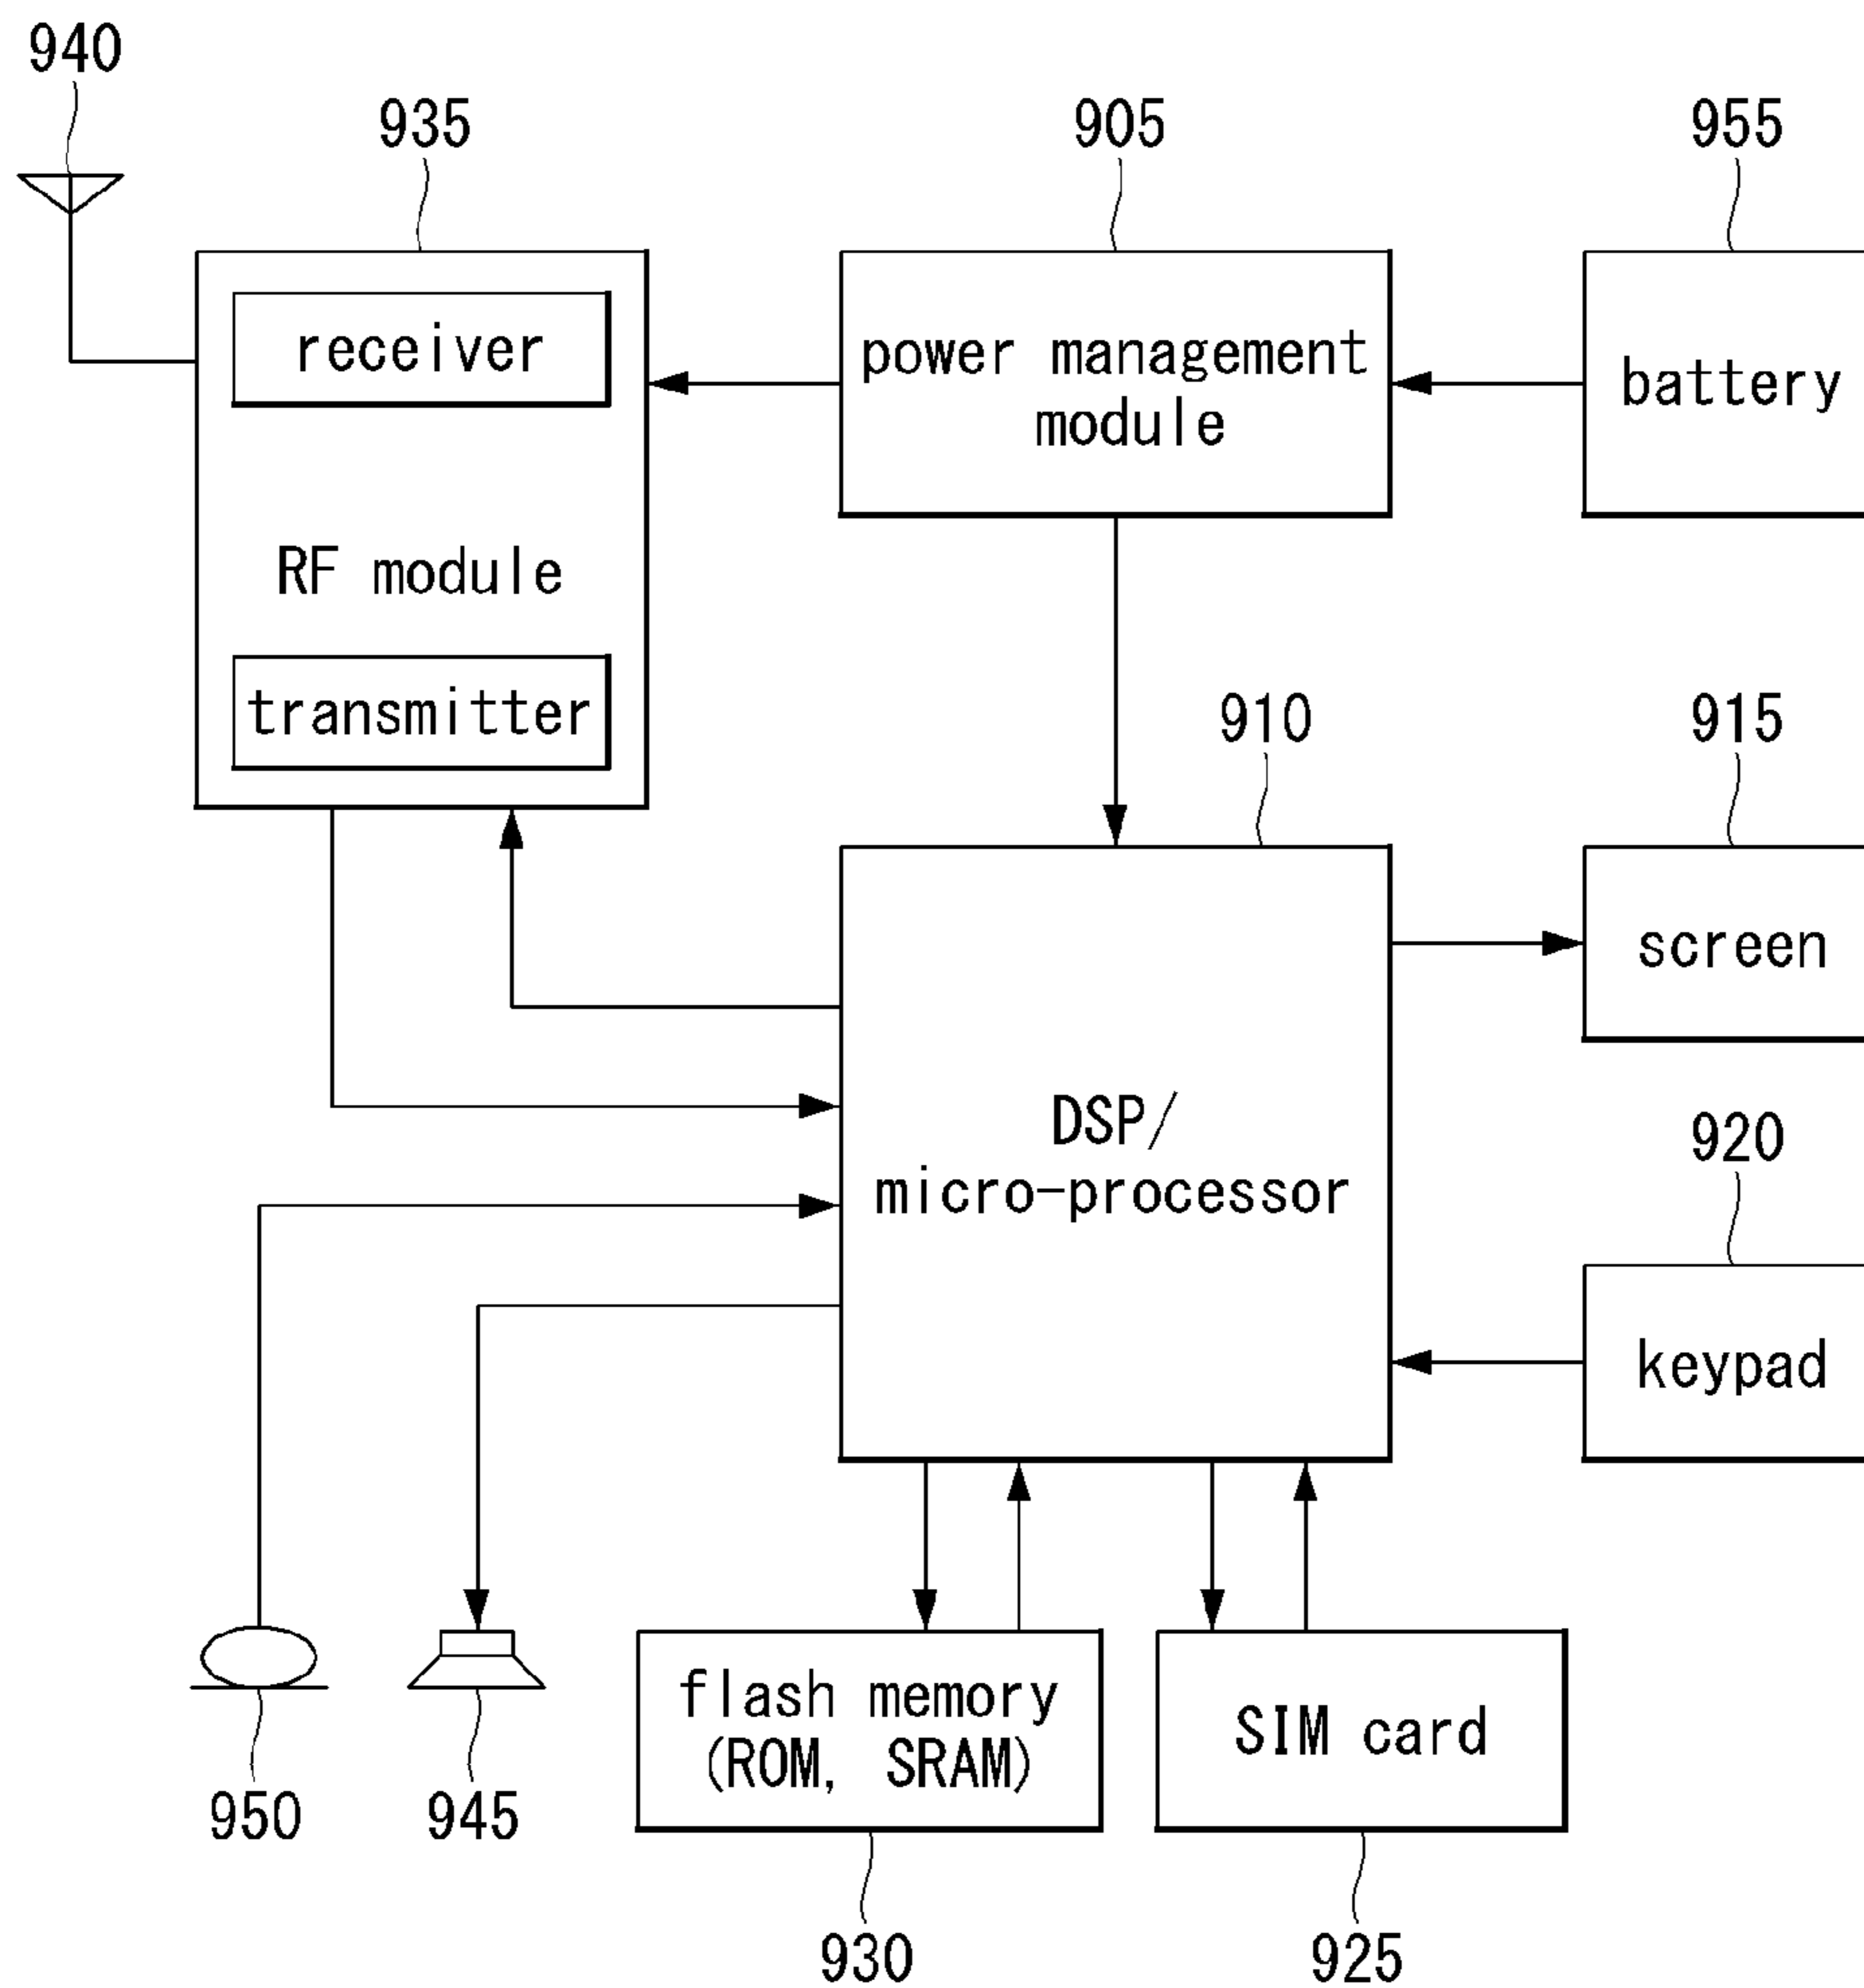 940
935
905
955
receiver
power management
module
battery
RF module
transmitter
910
915
screen
DSP/
micro-processor
920
keypad
flash memory
(ROM, SRAM)
SIM card
950
945
930
925